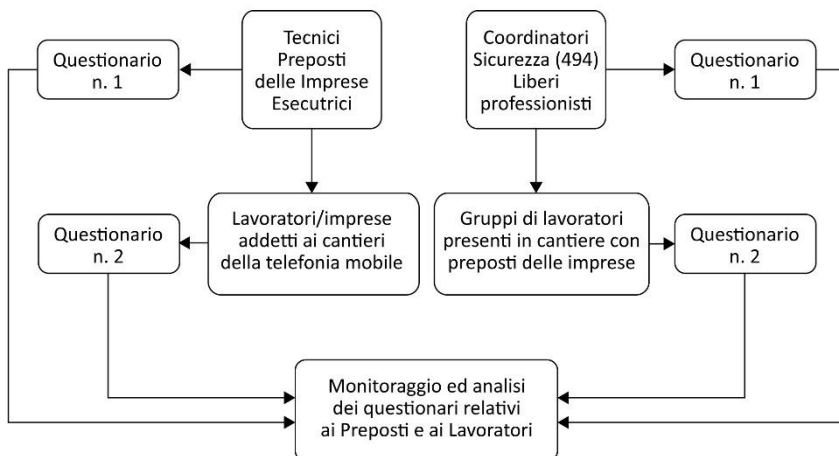 Questionario
n. 1
Tecnici
Preposti
delle Imprese
Esecutrici
Coordinatori
Sicurezza (494)
Liberi
professionisti
Questionario
n. 1
Questionario
n. 2
Lavoratori/imprese
addetti ai cantieri
della telefonia mobile
Gruppi di lavoratori
presenti in cantiere con
preposti delle imprese
Questionario
n. 2
Monitoraggio ed analisi
dei questionari relativi
ai Preposti e ai Lavoratori